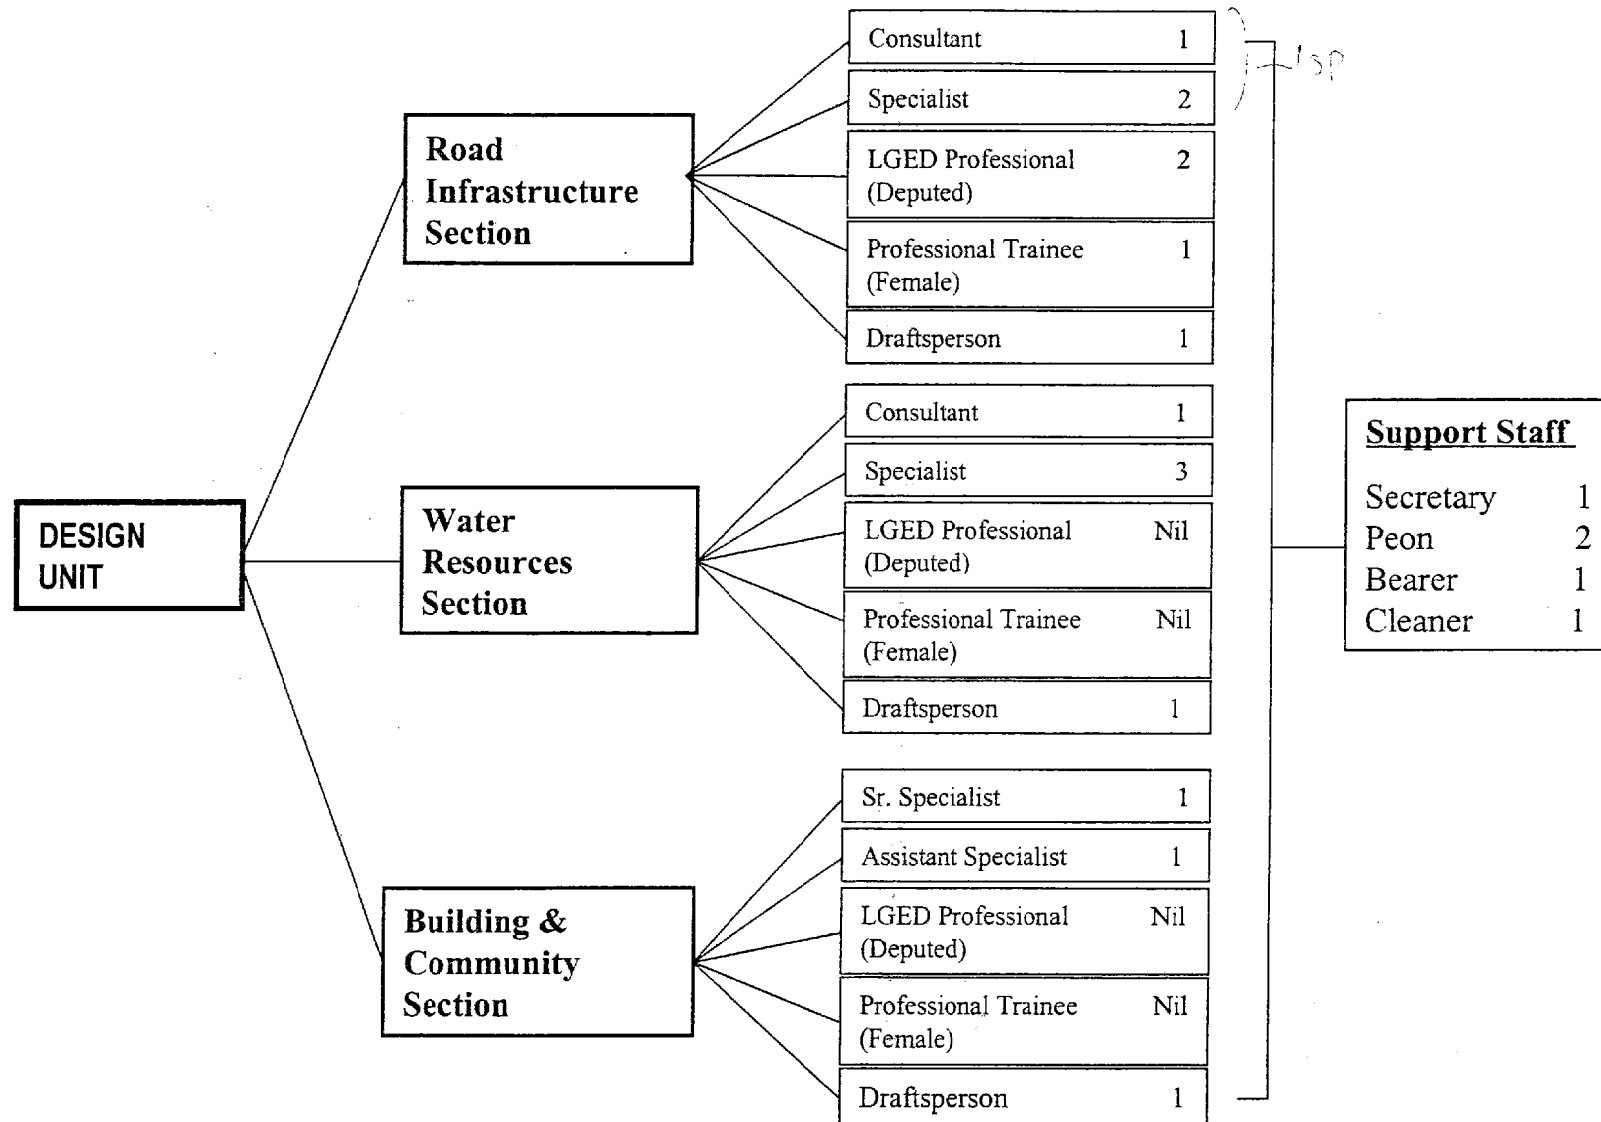 DESIGN
UNIT
Road
Infrastructure
Section
Consultant 1
Specialist 2
LGED Professional 2
(Deputed)
Professional Trainee 1
(Female)
Draftsperson 1
Water
Resources
Section
Consultant 1
Specialist 3
LGED Professional Nil
(Deputed)
Professional Trainee Nil
(Female)
Draftsperson 1
Building &
Community
Section
Sr. Specialist 1
Assistant Specialist 1
LGED Professional Nil
(Deputed)
Professional Trainee Nil
(Female)
Draftsperson 1
Support Staff
Secretary 1
Peon 2
Bearer 1
Cleaner 1